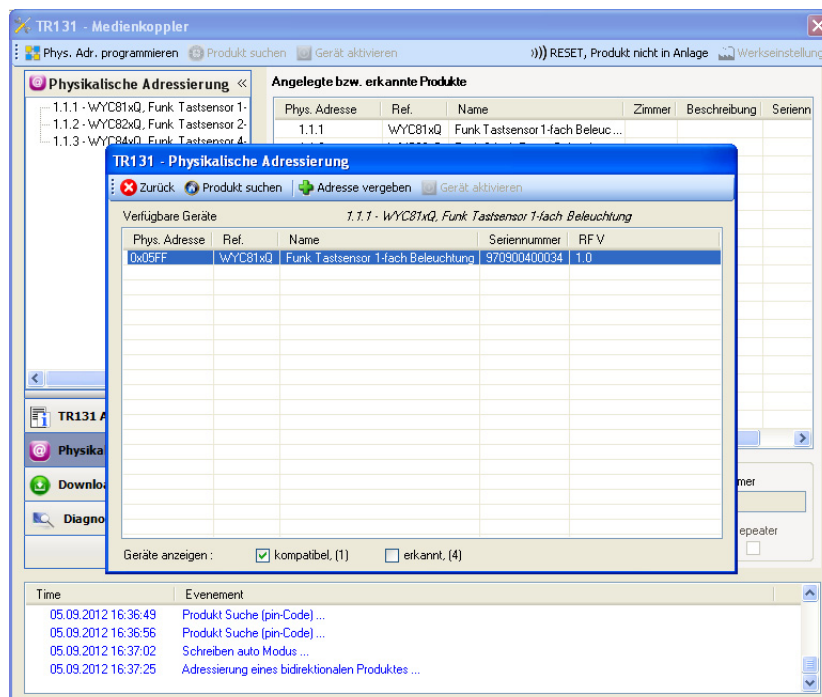 TR131 - Medienkoppler
Phys. Adr. programmieren Produkt suchen Gerät aktivieren RESET, Produkt nicht in Anlage Werkseinstellung
Physikalische Adressierung «
Angelegte bzw. erkannte Produkte
1.1.1 - WYC81xQ, Funk Tastsensor 1-
1.1.2 - WYC82xQ, Funk Tastsensor 2-
1.1.3 - WYC84xQ, Funk Tastsensor 4-
Phys. Adresse Ref. Name Zimmer Beschreibung Serienn
1.1.1 WYC81xQ Funk Tastsensor 1-fach Beleuc...
TR131 - Physikalische Adressierung
Zurück Produkt suchen Adresse vergeben Gerät aktivieren
Verfügbare Geräte 1.1.1 - WYC81xQ, Funk Tastsensor 1-fach Beleuchtung
Phys. Adresse Ref. Name Seriennummer RF V
0x05FF WYC81xQ Funk Tastsensor 1-fach Beleuchtung 970900400034 1.0
TR131 A
Physika
Downloa
Diagno
mer
epeater
Geräte anzeigen : kompatibel, (1) erkannt, (4)
Time Evenement
05.09.2012 16:36:49 Produkt Suche (pin-Code) ...
05.09.2012 16:36:56 Produkt Suche (pin-Code) ...
05.09.2012 16:37:02 Schreiben auto Modus ...
05.09.2012 16:37:25 Adressierung eines bidirektionalen Produktes ...